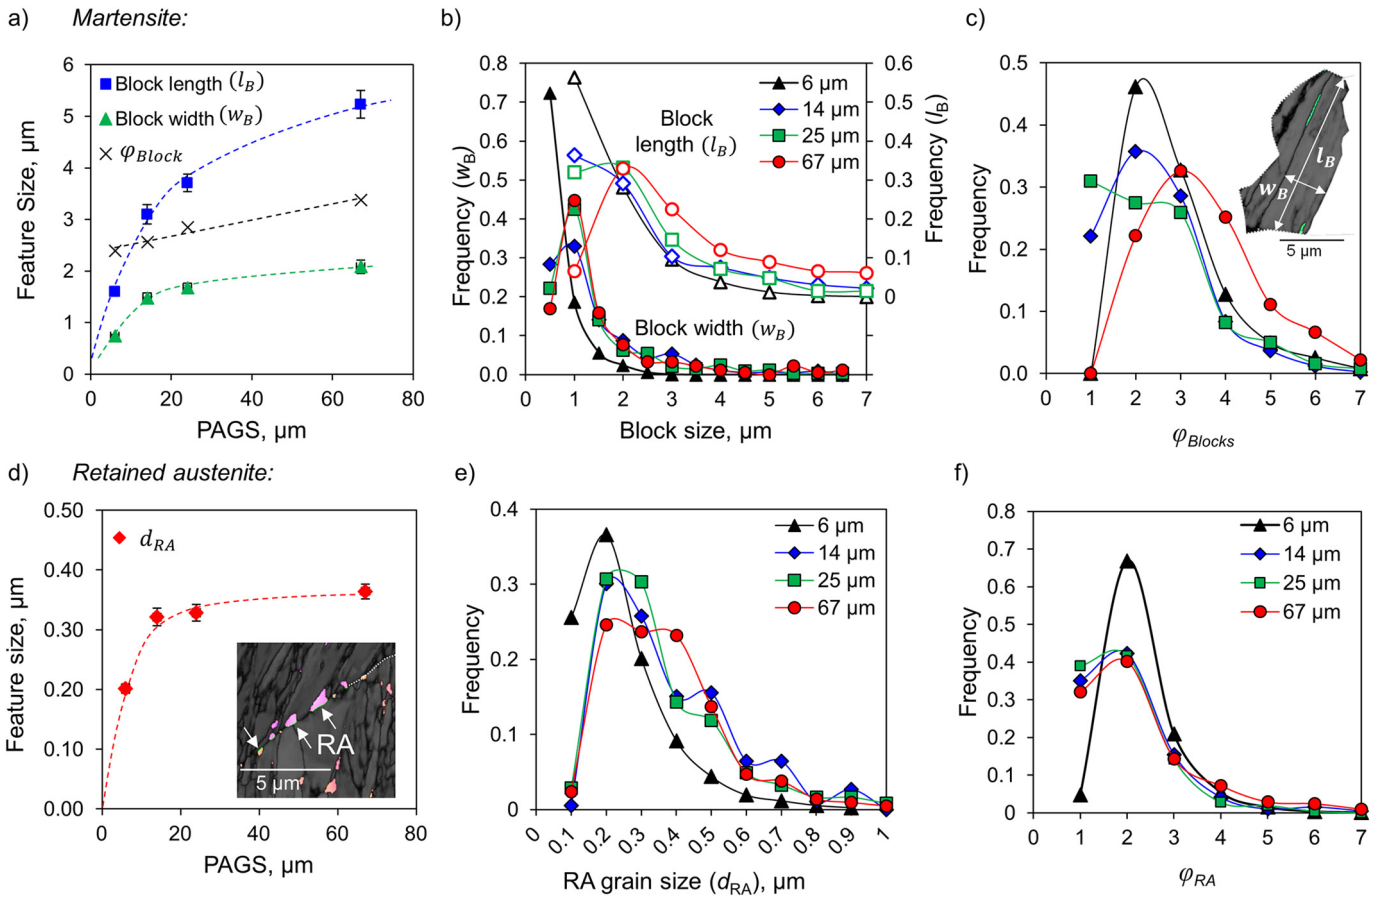 a) Martensite:
Feature Size, µm
6
5
4
3
2
1
0
Block length (l_B)
Block width (w_B)
φ_Block
0 20 40 60 80
PAGS, µm
b)
Frequency (w_B)
0.8
0.7
0.6
0.5
0.4
0.3
0.2
0.1
0.0
6 µm
14 µm
25 µm
67 µm
Block
length (l_B)
Block width (w_B)
0.6
0.5
0.4
0.3
0.2
0.1
0
Frequency (l_B)
0 1 2 3 4 5 6 7
Block size, µm
c)
Frequency
0.5
0.4
0.3
0.2
0.1
0.0
l_B
w_B
5 µm
0 1 2 3 4 5 6 7
φ_Blocks
d) Retained austenite:
Feature size, µm
0.50
0.40
0.30
0.20
0.10
0.00
d_RA
RA
5 µm
0 20 40 60 80
PAGS, µm
e)
Frequency
0.4
0.3
0.2
0.1
0
6 µm
14 µm
25 µm
67 µm
0 0.1 0.2 0.3 0.4 0.5 0.6 0.7 0.8 0.9 1
RA grain size (d_RA), µm
f)
Frequency
0.8
0.7
0.6
0.5
0.4
0.3
0.2
0.1
0
6 µm
14 µm
25 µm
67 µm
0 1 2 3 4 5 6 7
φ_RA